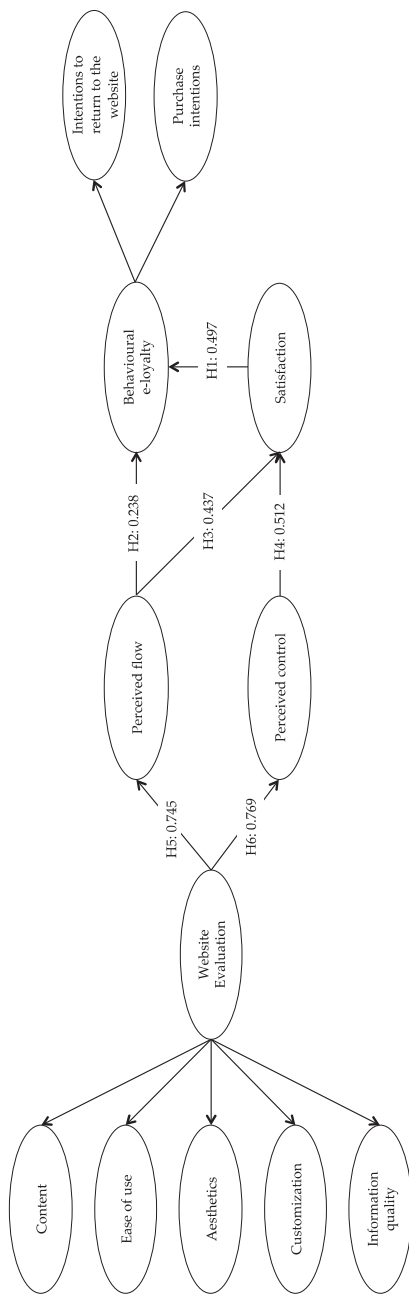 Content
Ease of use
Aesthetics
Customization
Information
quality
Website
Evaluation
H5: 0.745
H6: 0.769
Perceived flow
Perceived control
H2: 0.238
H3: 0.437
H4: 0.512
Behavioural
e-loyalty
H1: 0.497
Satisfaction
Intentions to
return to the
website
Purchase
intentions